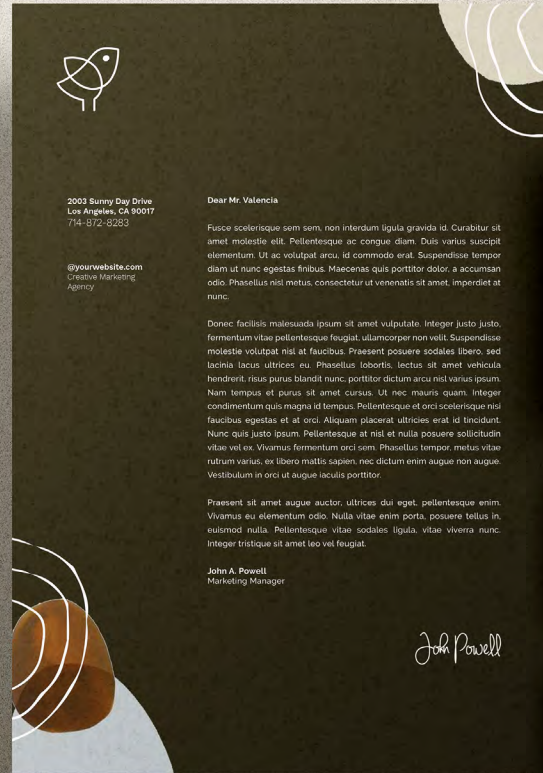 2003 Sunny Day Drive
Los Angeles, CA 90017
714-872-8283
@yourwebsite.com
Creative Marketing
Agency
Dear Mr. Valencia
Fusce scelerisque sem sem, non interdum ligula gravida id. Curabitur sit
amet molestie elit. Pellentesque ac congue diam. Duis varius suscipit
elementum. Ut ac volutpat arcu, id commodo erat. Suspendisse tempor
diam ut nunc egestas finibus. Maecenas quis porttitor dolor, a accumsan
odio. Phasellus nisl metus, consectetur ut venenatis sit amet, imperdiet at
nunc.
Donec facilisis malesuada ipsum sit amet vulputate. Integer justo justo,
fermentum vitae pellentesque feugiat, ullamcorper non velit. Suspendisse
molestie volutpat nisl at faucibus. Praesent posuere sodales libero, sed
lacinia lacus ultrices eu. Phasellus lobortis, lectus sit amet vehicula
hendrerit, risus purus blandit nunc, porttitor dictum arcu nisl varius ipsum.
Nam tempus et purus sit amet cursus. Ut nec mauris quam. Integer
condimentum quis magna id tempus. Pellentesque et orci scelerisque nisi
faucibus egestas et at orci. Aliquam placerat ultricies erat id tincidunt.
Nunc quis justo ipsum. Pellentesque at nisl et nulla posuere sollicitudin
vitae vel ex. Vivamus fermentum orci sem. Phasellus tempor, metus vitae
rutrum varius, ex libero mattis sapien, nec dictum enim augue non augue.
Vestibulum in orci ut augue iaculis porttitor.
Praesent sit amet augue auctor, ultrices dui eget, pellentesque enim.
Vivamus eu elementum odio. Nulla vitae enim porta, posuere tellus in,
euismod nulla. Pellentesque vitae sodales ligula, vitae viverra nunc.
Integer tristique sit amet leo vel feugiat.
John A. Powell
Marketing Manager
John Powell